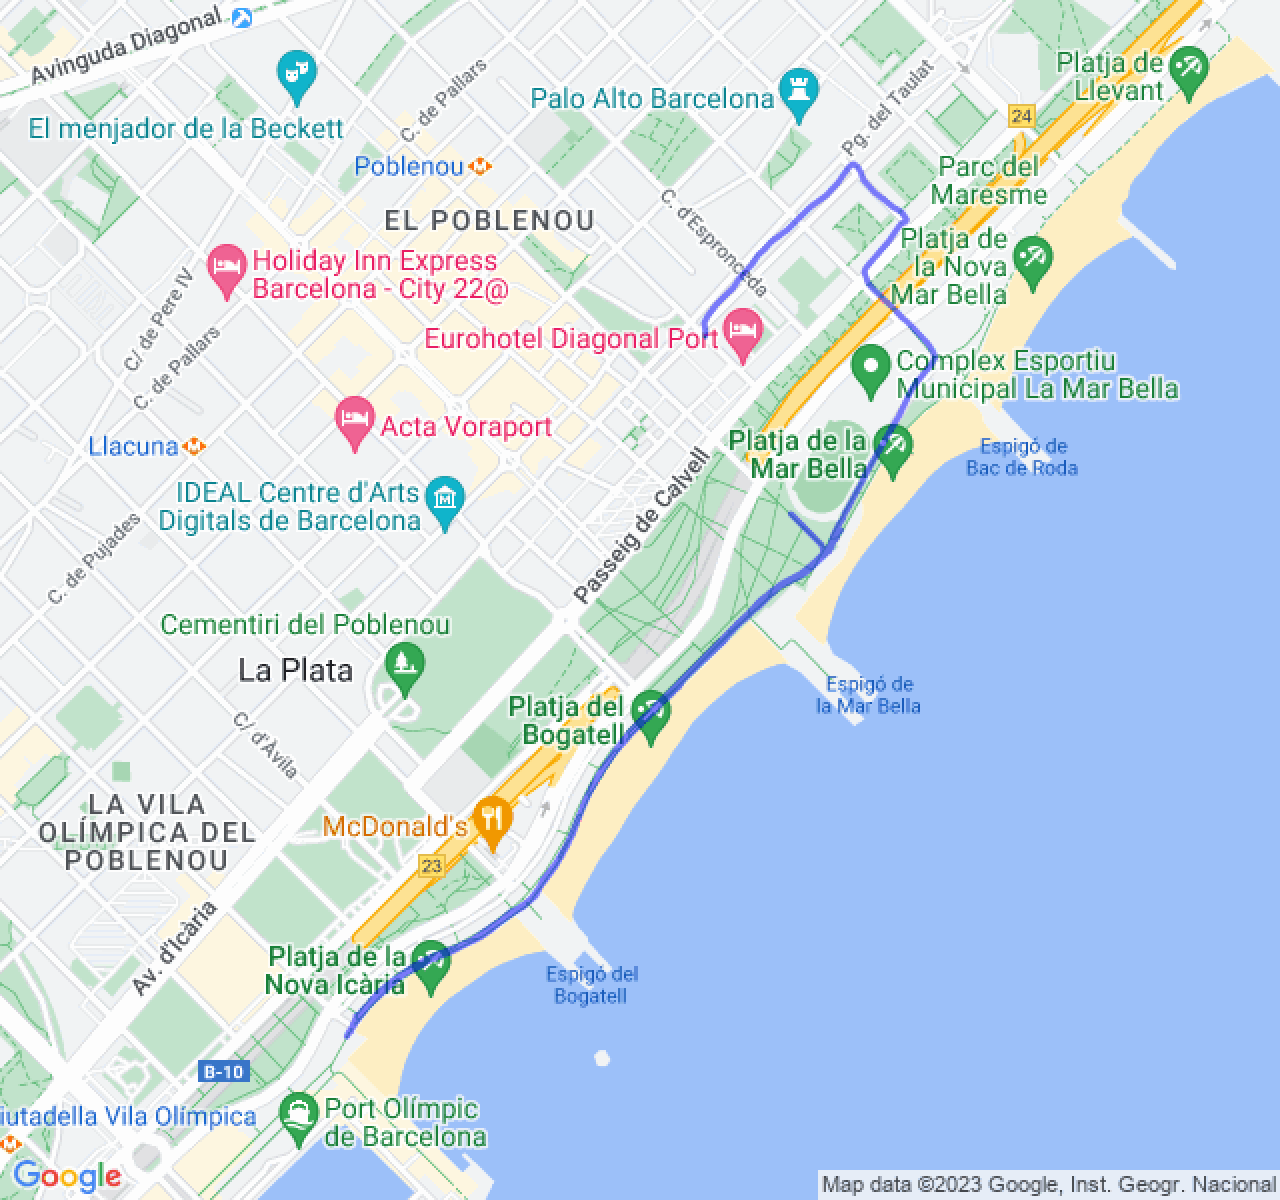 Avinguda Diagonal
El menjador de la Beckett
C. de Pallars
Poblenou
Palo Alto Barcelona
Pg. del Taulat
24
Platja de
Llevant
Parc del
Maresme
EL POBLENOU
C. d'Espronceda
Platja de
la Nova
Mar Bella
Holiday Inn Express
Barcelona - City 22@
C/ de Pere IV
C. de Pallars
Eurohotel Diagonal Port
Complex Esportiu
Municipal La Mar Bella
Acta Voraport
Llacuna
Platja de la
Mar Bella
Espigó de
Bac de Roda
IDEAL Centre d'Arts
Digitals de Barcelona
Passeig de Calvell
C. de Pujades
Cementiri del Poblenou
La Plata
Espigó de
la Mar Bella
Platja del
Bogatell
C/ d'Àvila
LA VILA
OLÍMPICA DEL
POBLENOU
McDonald's
23
Av. d'Icària
Platja de la
Nova Icària
Espigó del
Bogatell
B-10
iutadella Vila Olímpica
Port Olímpic
de Barcelona
Google
Map data ©2023 Google, Inst. Geogr. Nacional